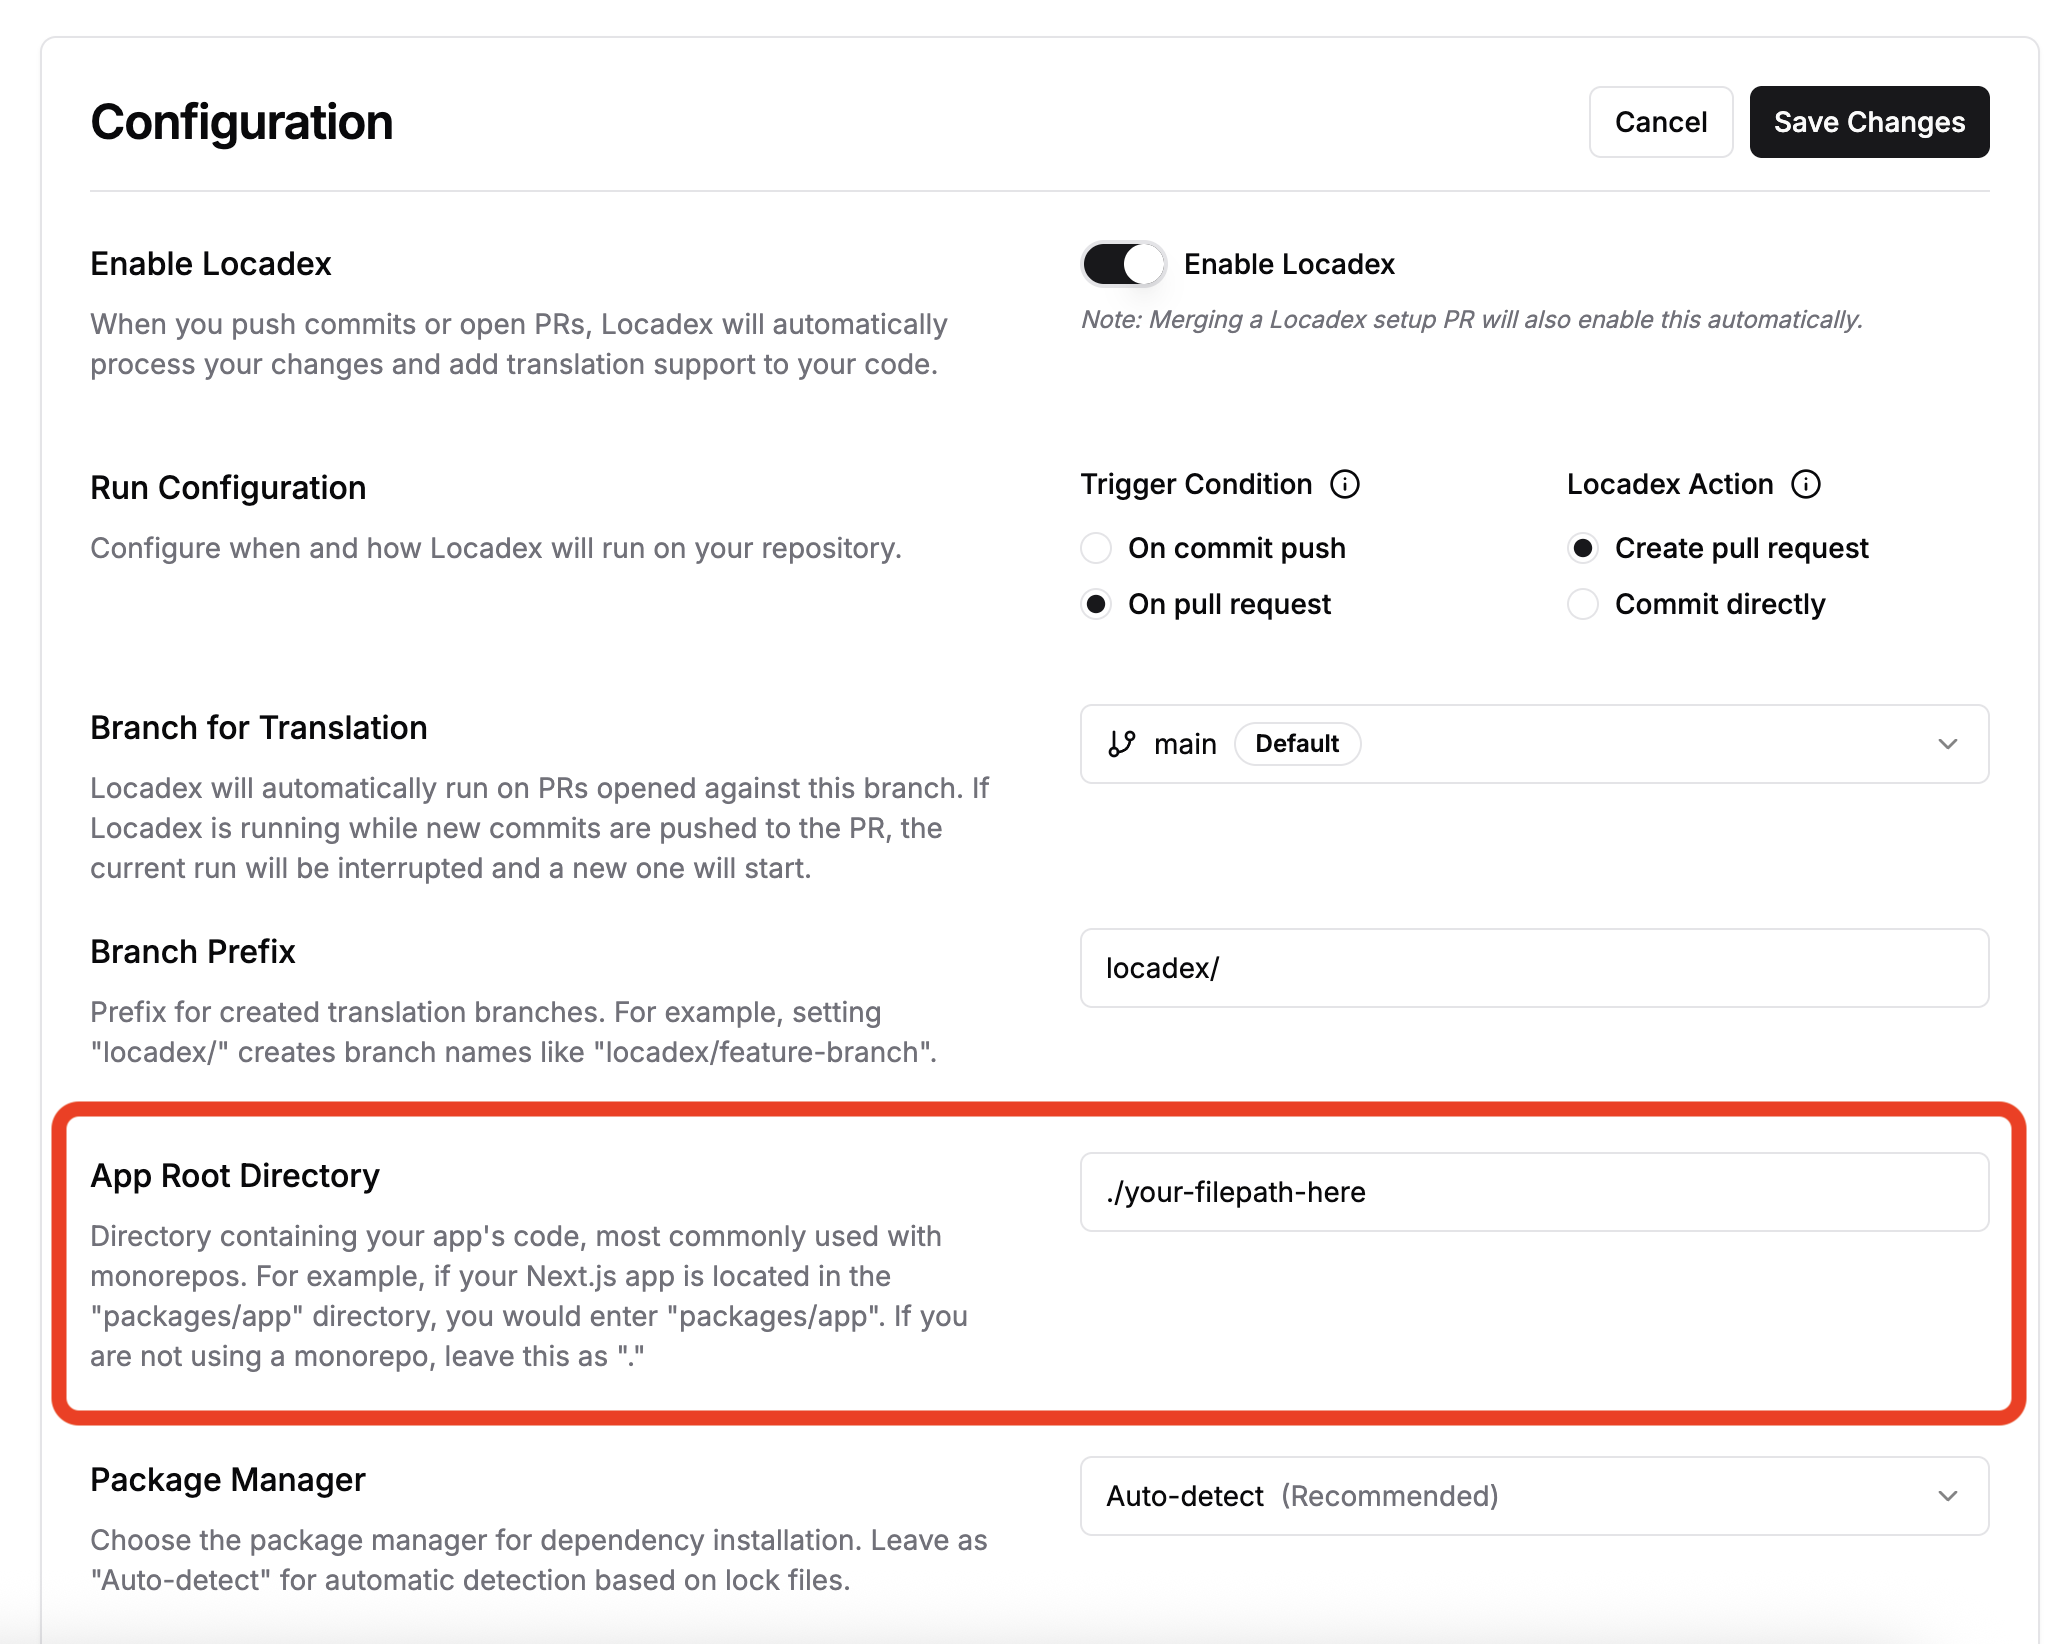 Configuration
Cancel
Save Changes
Enable Locadex
When you push commits or open PRs, Locadex will automatically
process your changes and add translation support to your code.
Enable Locadex
Note: Merging a Locadex setup PR will also enable this automatically.
Run Configuration
Configure when and how Locadex will run on your repository.
Trigger Condition
On commit push
On pull request
Locadex Action
Create pull request
Commit directly
Branch for Translation
Locadex will automatically run on PRs opened against this branch. If
Locadex is running while new commits are pushed to the PR, the
current run will be interrupted and a new one will start.
main Default
Branch Prefix
Prefix for created translation branches. For example, setting
"locadex/" creates branch names like "locadex/feature-branch".
locadex/
App Root Directory
Directory containing your app's code, most commonly used with
monorepos. For example, if your Next.js app is located in the
"packages/app" directory, you would enter "packages/app". If you
are not using a monorepo, leave this as "."
./your-filepath-here
Package Manager
Choose the package manager for dependency installation. Leave as
"Auto-detect" for automatic detection based on lock files.
Auto-detect (Recommended)